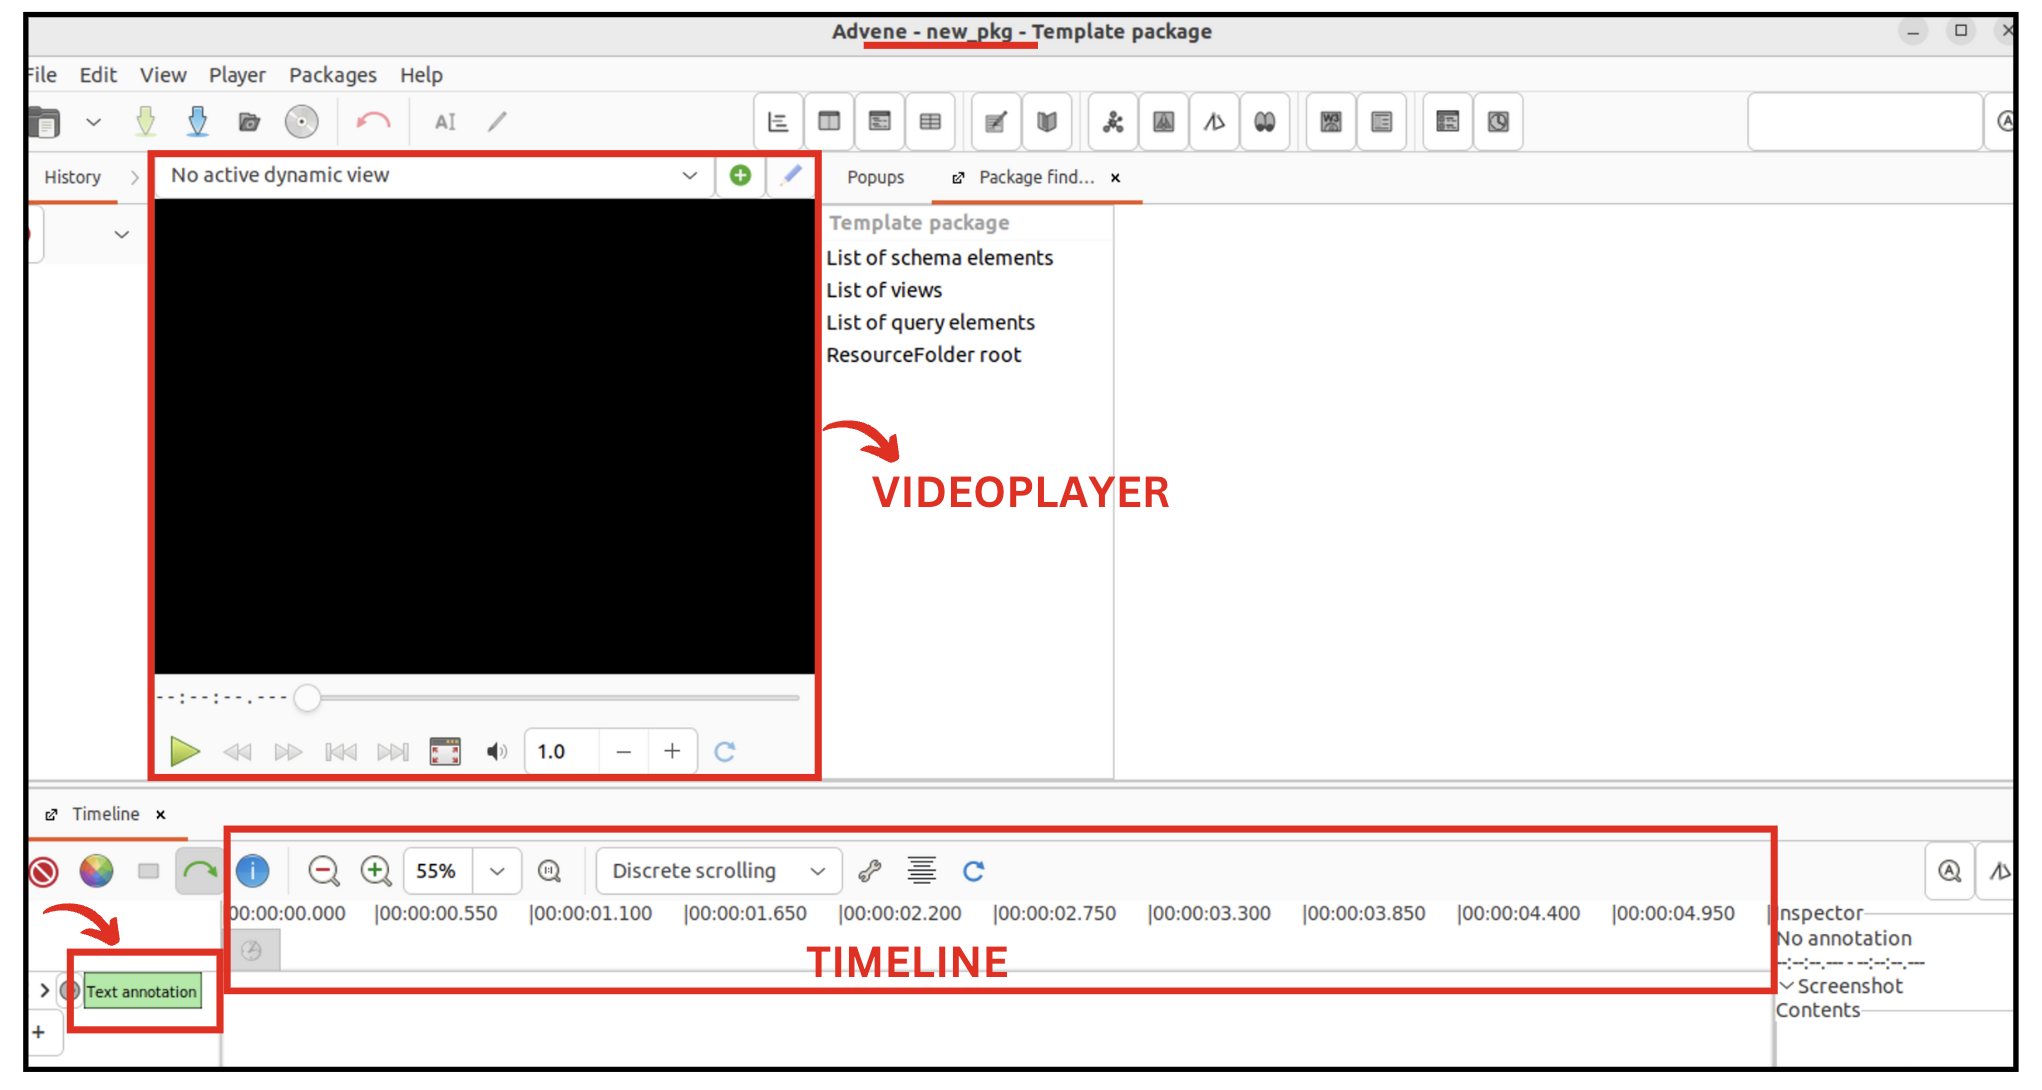 Advene - new_pkg - Template package
File Edit View Player Packages Help
AI
History
No active dynamic view
Popups
Package find...
Template package
List of schema elements
List of views
List of query elements
ResourceFolder root
VIDEOPLAYER
--:--:--.---
1.0
Timeline
55%
Discrete scrolling
|00:00:00.000 |00:00:00.550 |00:00:01.100 |00:00:01.650 |00:00:02.200 |00:00:02.750 |00:00:03.300 |00:00:03.850 |00:00:04.400 |00:00:04.950
TIMELINE
Text annotation
+
Inspector
No annotation
--:--:--.--- - --:--:--.---
Screenshot
Contents